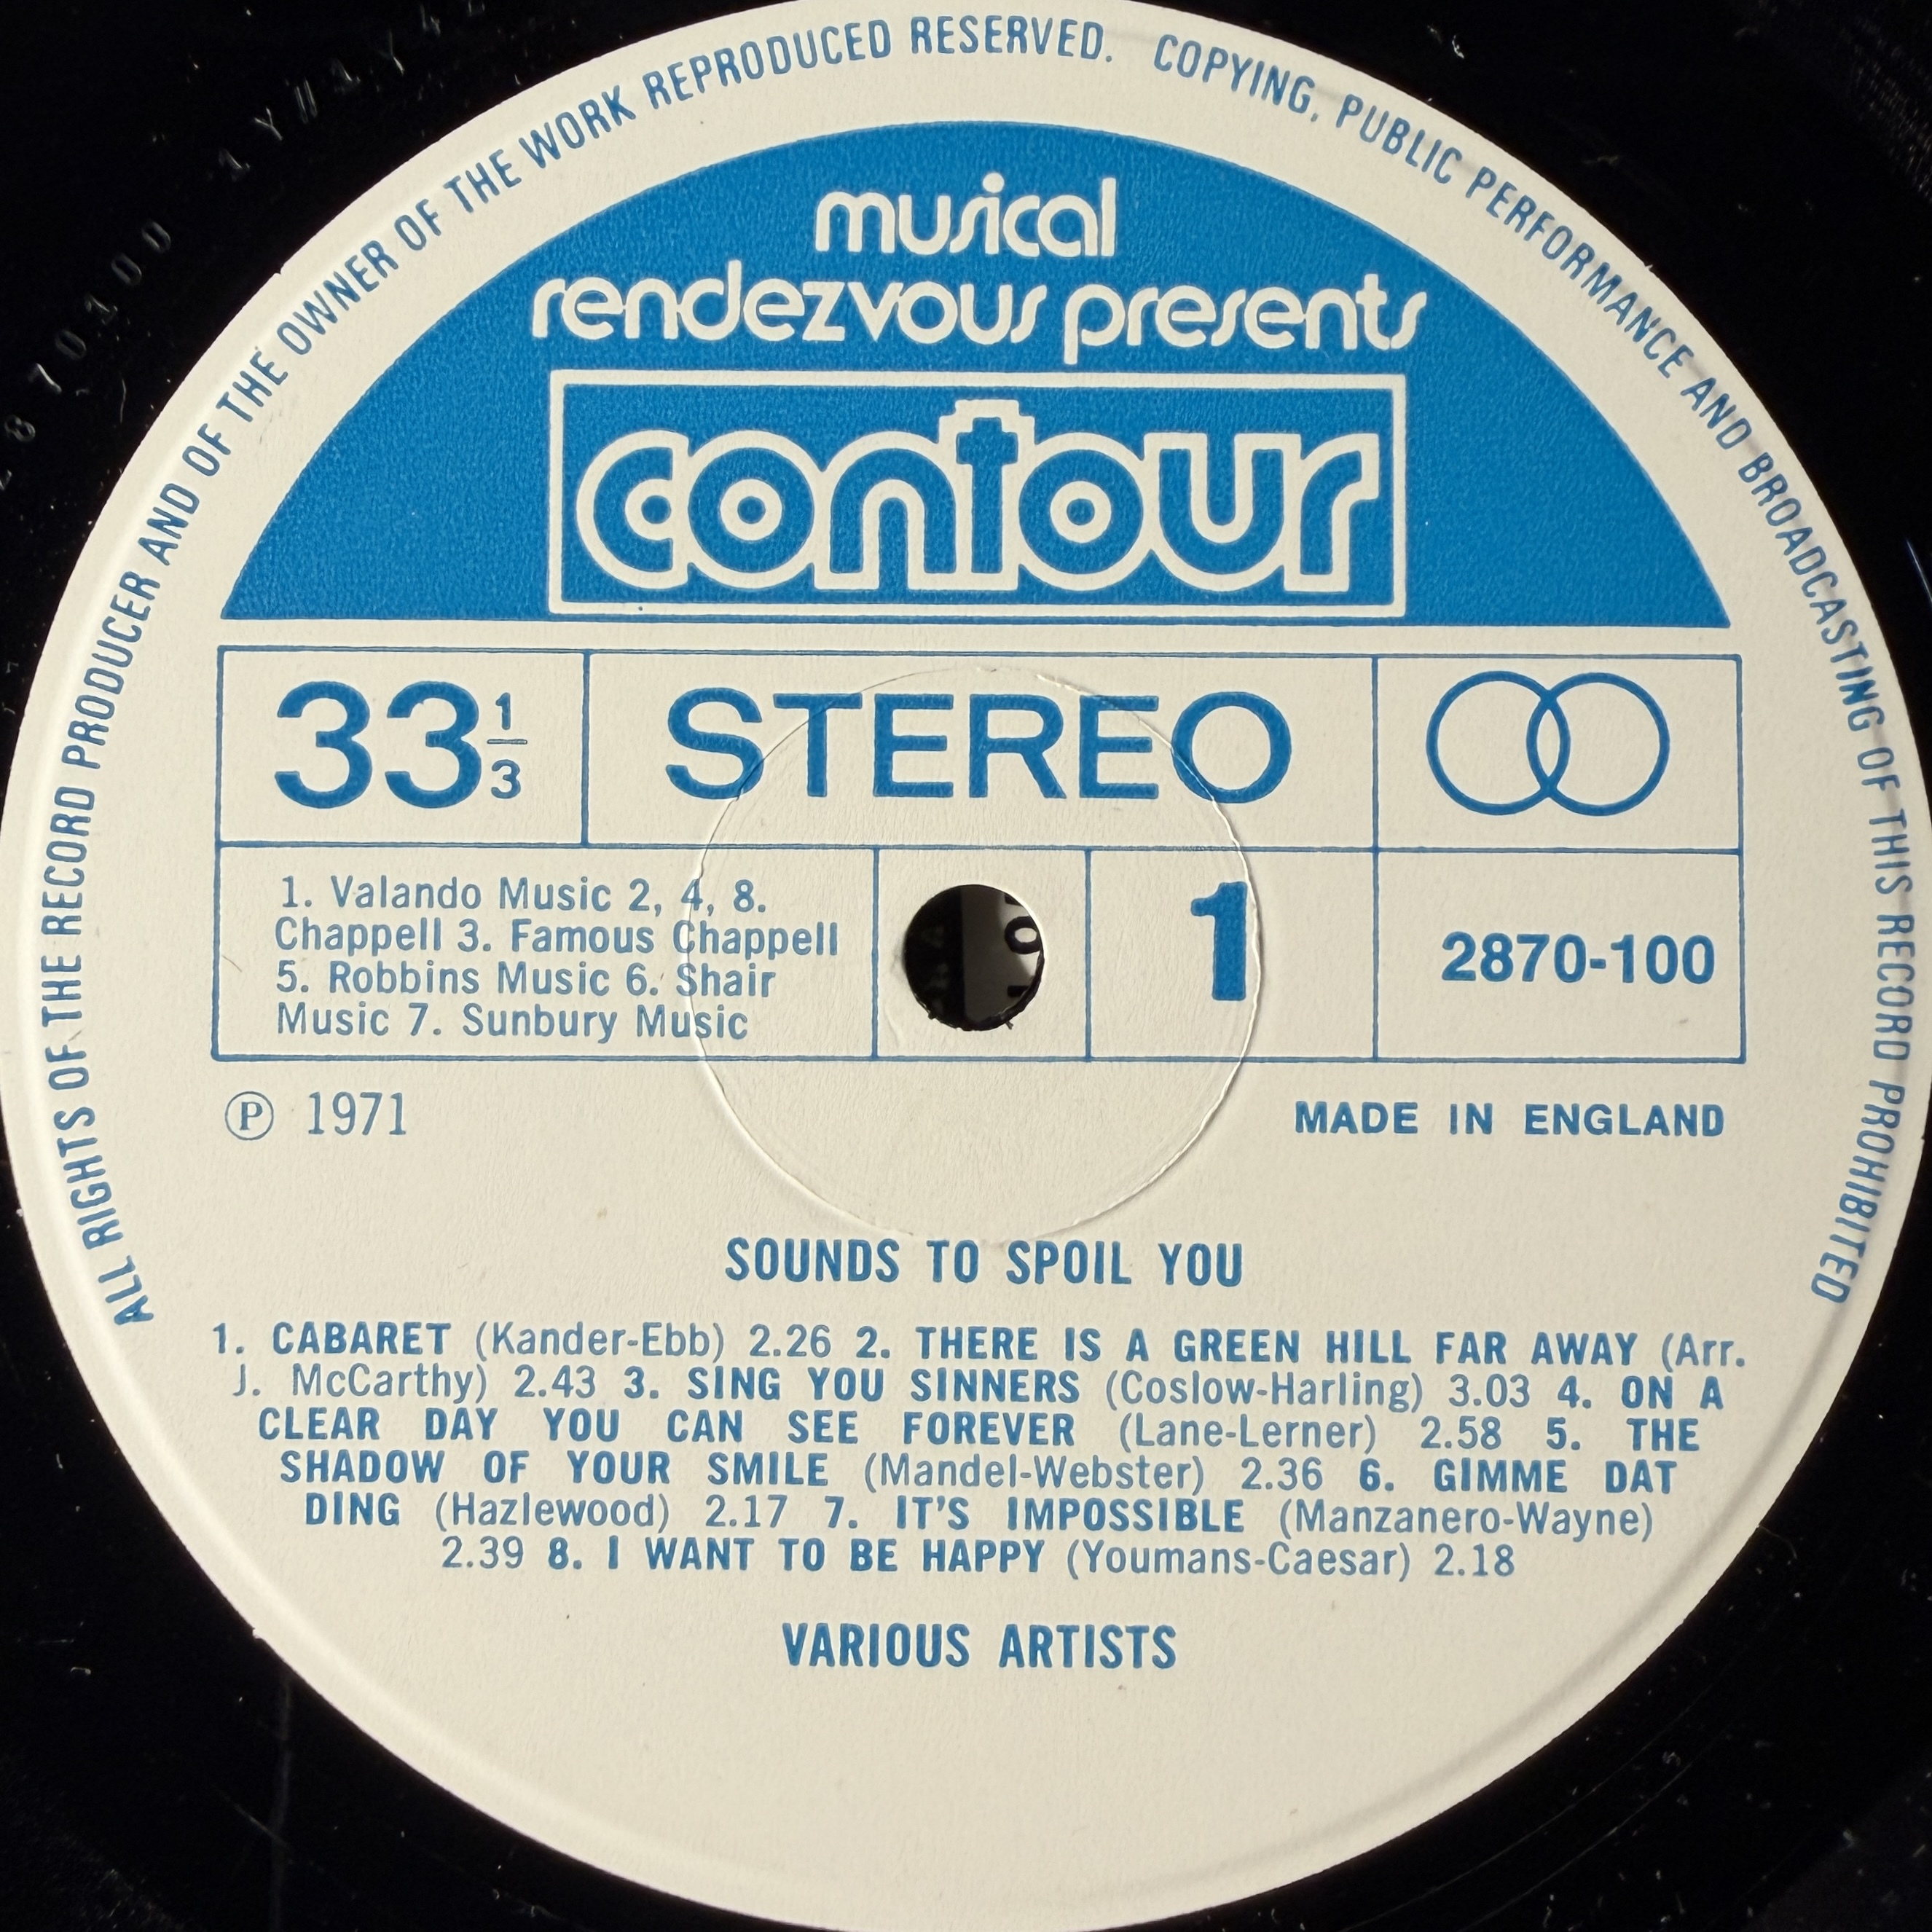 ALL RIGHTS OF THE RECORD PRODUCER AND OF THE OWNER OF THE WORK REPRODUCED RESERVED. COPYING, PUBLIC PERFORMANCE AND BROADCASTING OF THIS RECORD PROHIBITED
musical
rendezvous presents
contour
33 1/3
STEREO
1. Valando Music 2, 4, 8.
Chappell 3. Famous Chappell
5. Robbins Music 6. Shair
Music 7. Sunbury Music
1
2870-100
℗ 1971
MADE IN ENGLAND
SOUNDS TO SPOIL YOU
1. CABARET (Kander-Ebb) 2.26 2. THERE IS A GREEN HILL FAR AWAY (Arr.
J. McCarthy) 2.43 3. SING YOU SINNERS (Coslow-Harling) 3.03 4. ON A
CLEAR DAY YOU CAN SEE FOREVER (Lane-Lerner) 2.58 5. THE
SHADOW OF YOUR SMILE (Mandel-Webster) 2.36 6. GIMME DAT
DING (Hazlewood) 2.17 7. IT'S IMPOSSIBLE (Manzanero-Wayne)
2.39 8. I WANT TO BE HAPPY (Youmans-Caesar) 2.18
VARIOUS ARTISTS